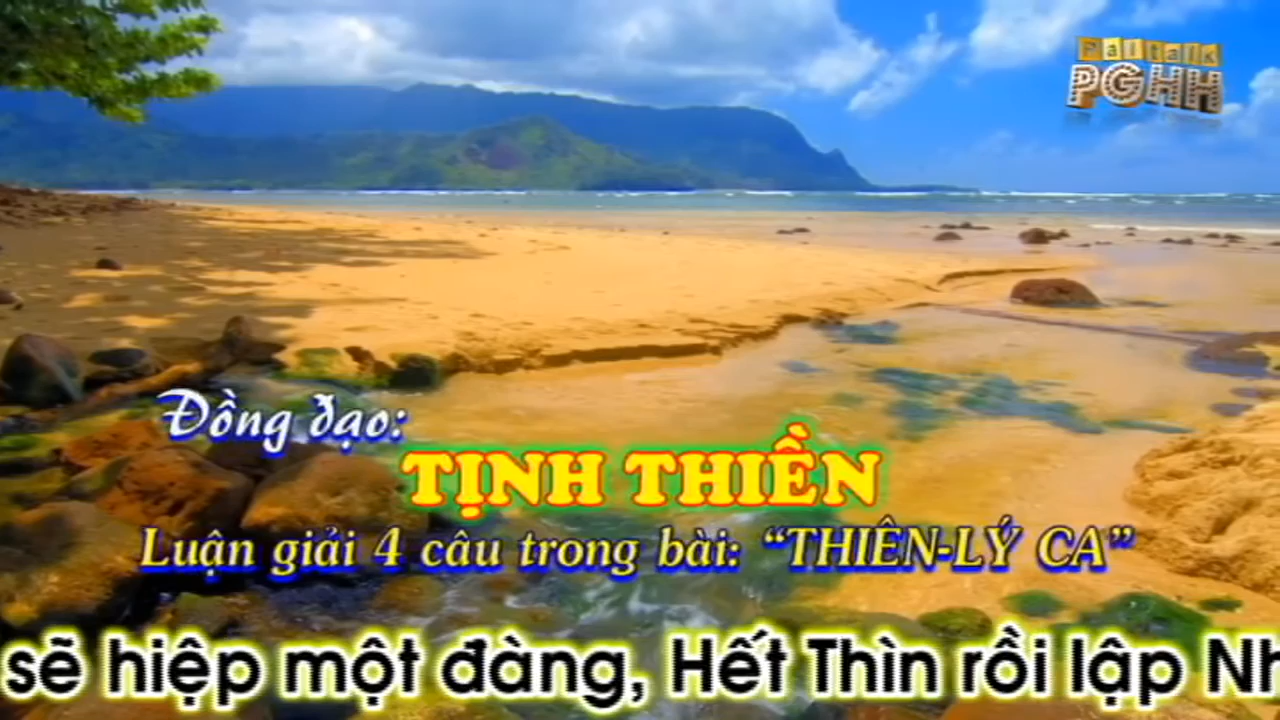 Paltalk
PGHH
Đồng đạo:
TỊNH THIỀN
Luận giải 4 câu trong bài: “THIÊN-LÝ CA”
sẽ hiệp một đàng, Hết Thìn rồi lập Nh